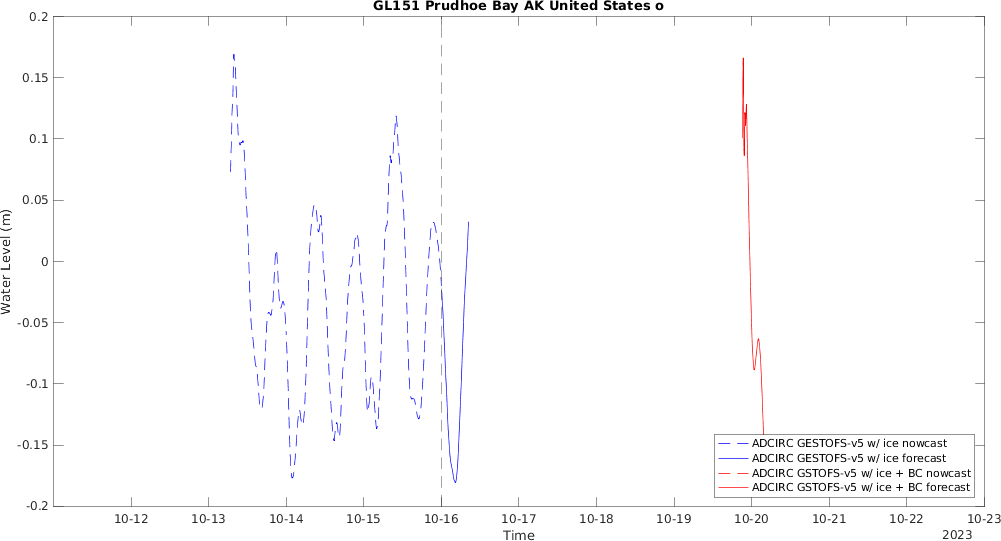 GL151 Prudhoe Bay AK United States o
0.2
0.15
0.1
0.05
0
-0.05
-0.1
-0.15
-0.2
Water Level (m)
10-12 10-13 10-14 10-15 10-16 10-17 10-18 10-19 10-20 10-21 10-22 10-23
Time
2023
ADCIRC GESTOFS-v5 w/ ice nowcast
ADCIRC GESTOFS-v5 w/ ice forecast
ADCIRC GSTOFS-v5 w/ ice + BC nowcast
ADCIRC GSTOFS-v5 w/ ice + BC forecast